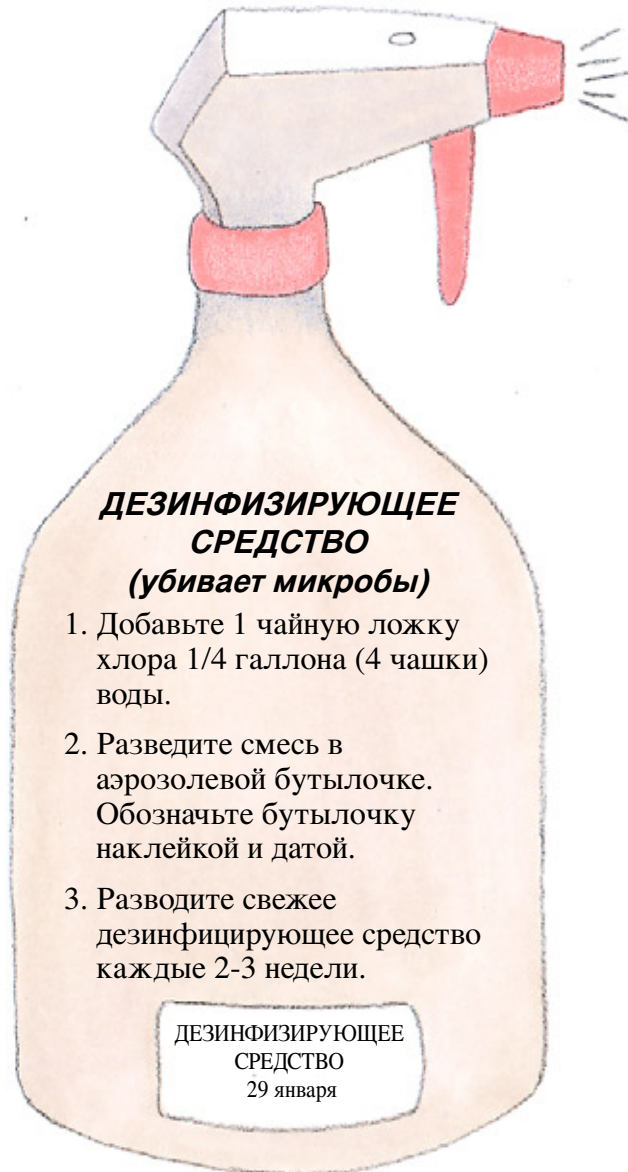 ДЕЗИНФИЗИРУЮЩЕЕ
СРЕДСТВО
(убивает микробы)
1. Добавьте 1 чайную ложку
хлора 1/4 галлона (4 чашки)
воды.
2. Разведите смесь в
аэрозолевой бутылочке.
Обозначьте бутылочку
наклейкой и датой.
3. Разводите свежее
дезинфицирующее средство
каждые 2-3 недели.
ДЕЗИНФИЗИРУЮЩЕЕ
СРЕДСТВО
29 января